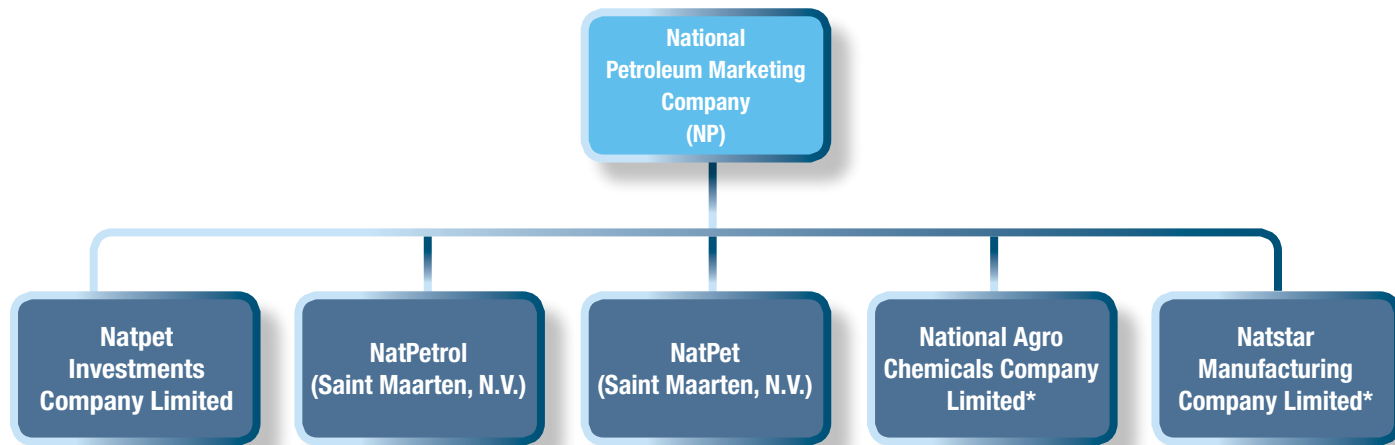 National
Petroleum Marketing
Company
(NP)
Natpet
Investments
Company Limited
NatPetrol
(Saint Maarten, N.V.)
NatPet
(Saint Maarten, N.V.)
National Agro
Chemicals Company
Limited*
Natstar
Manufacturing
Company Limited*